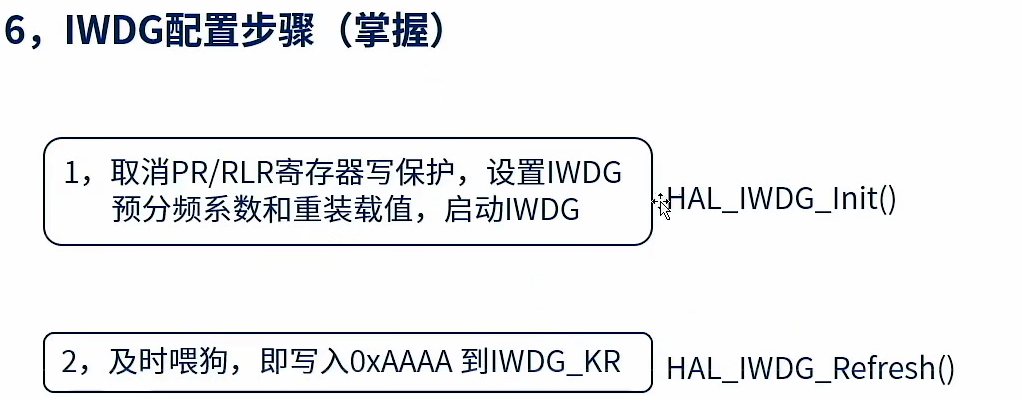 6，IWDG配置步骤（掌握）
1，取消PR/RLR寄存器写保护，设置IWDG
预分频系数和重装载值，启动IWDG
HAL_IWDG_Init()
2，及时喂狗，即写入0xAAAA 到IWDG_KR
HAL_IWDG_Refresh()